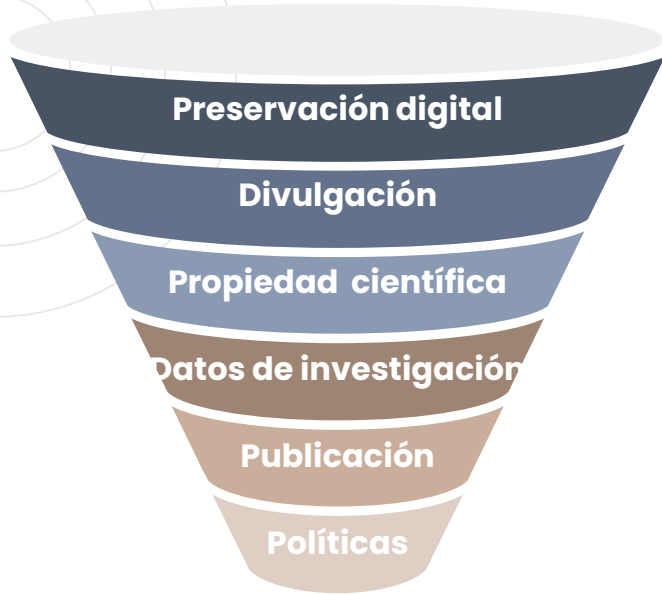 Preservación digital
Divulgación
Propiedad científica
Datos de investigación
Publicación
Políticas